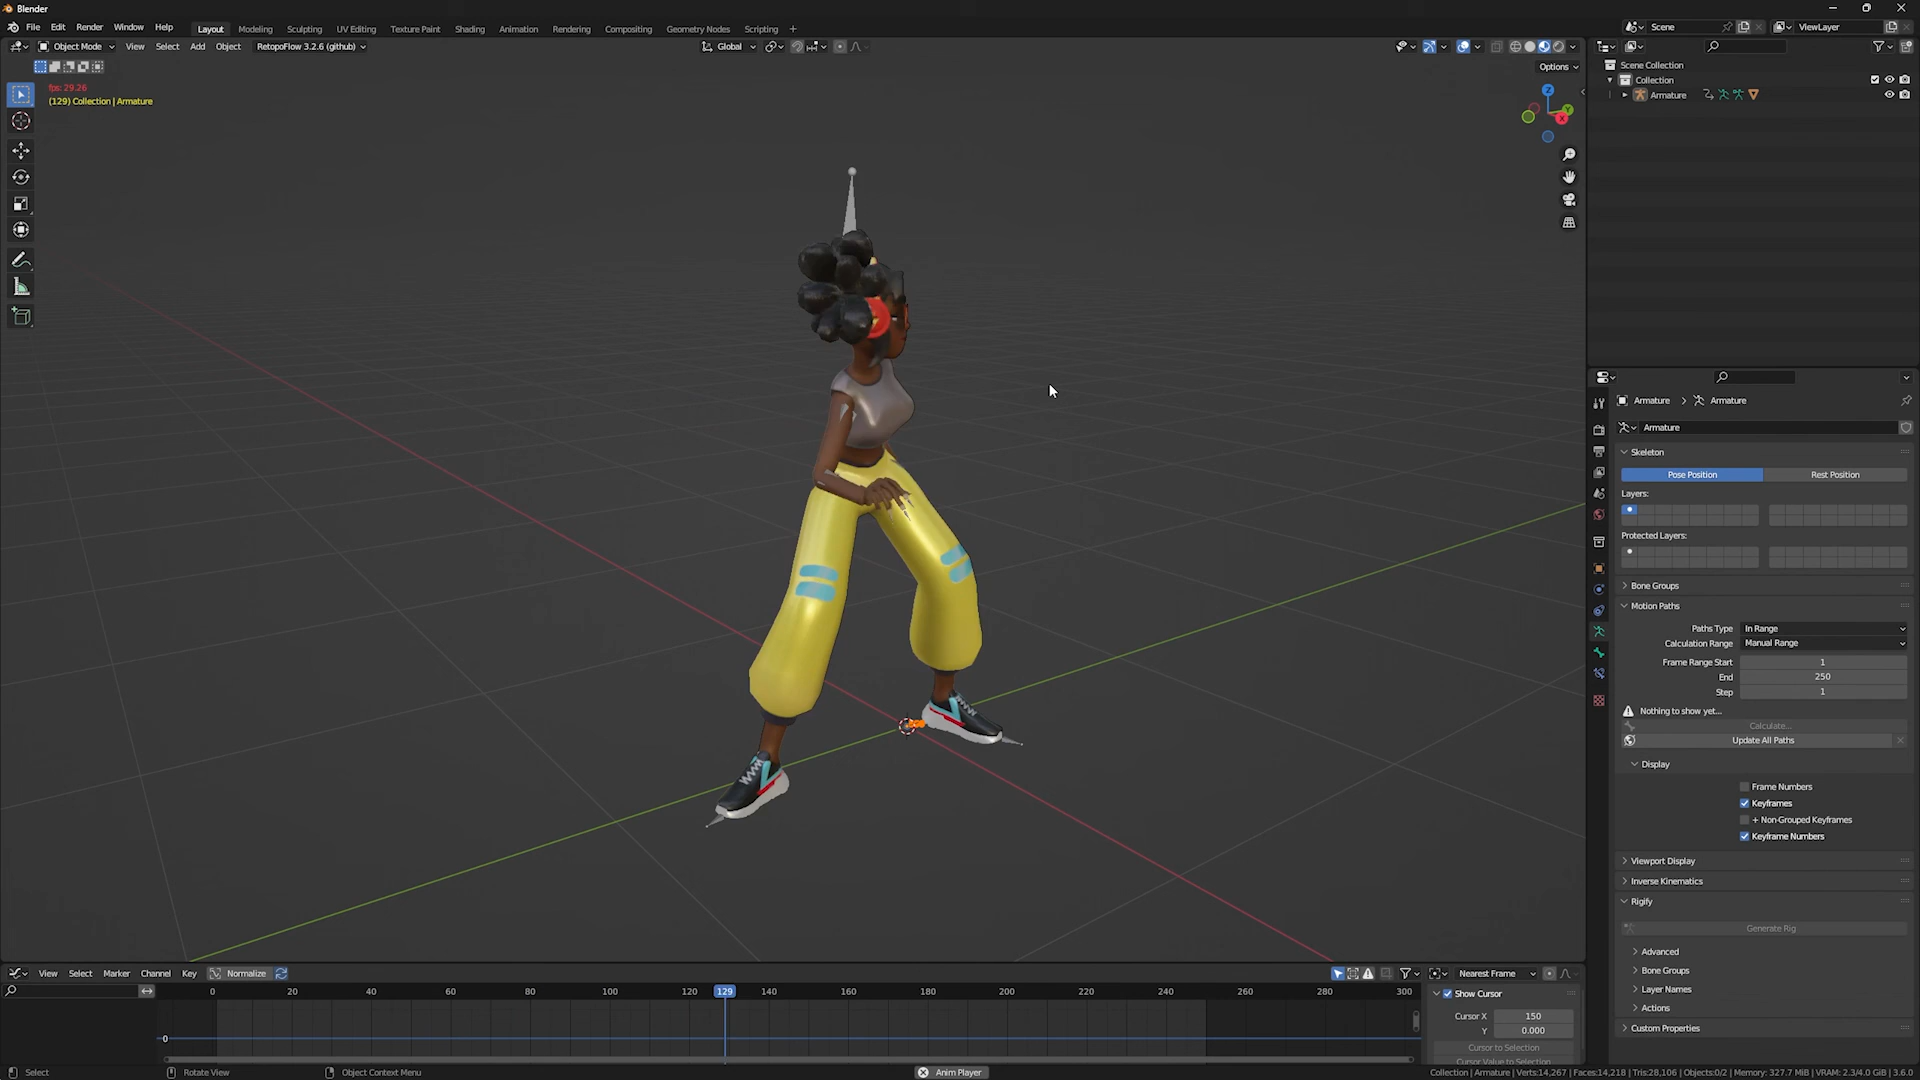 Blender
File Edit Render Window Help
Layout Modeling Sculpting UV Editing Texture Paint Shading Animation Rendering Compositing Geometry Nodes Scripting +
Scene
ViewLayer
Object Mode View Select Add Object RetopoFlow 3.2.6 (github)
Global
Options
fps: 29.26
(129) Collection | Armature
Z
Y
X
Scene Collection
Collection
Armature
Armature > Armature
Armature
Skeleton
Pose Position Rest Position
Layers:
Protected Layers:
Bone Groups
Motion Paths
Paths Type In Range
Calculation Range Manual Range
Frame Range Start 1
End 250
Step 1
Nothing to show yet...
Calculate...
Update All Paths
Display
Frame Numbers
Keyframes
+ Non-Grouped Keyframes
Keyframe Numbers
Viewport Display
Inverse Kinematics
Rigify
Generate Rig
Advanced
Bone Groups
Layer Names
Actions
Custom Properties
View Select Marker Channel Key Normalize
Nearest Frame
0 20 40 60 80 100 120 129 140 160 180 200 220 240 260 280 300
0
Show Cursor
Cursor X 150
Y 0.000
Cursor to Selection
Cursor Value to Selection
Select Rotate View Object Context Menu
Anim Player
Collection | Armature | Verts:14,267 | Faces:14,218 | Tris:28,106 | Objects:0/2 | Memory: 327.7 MiB | VRAM: 2.3/4.0 GiB | 3.6.0